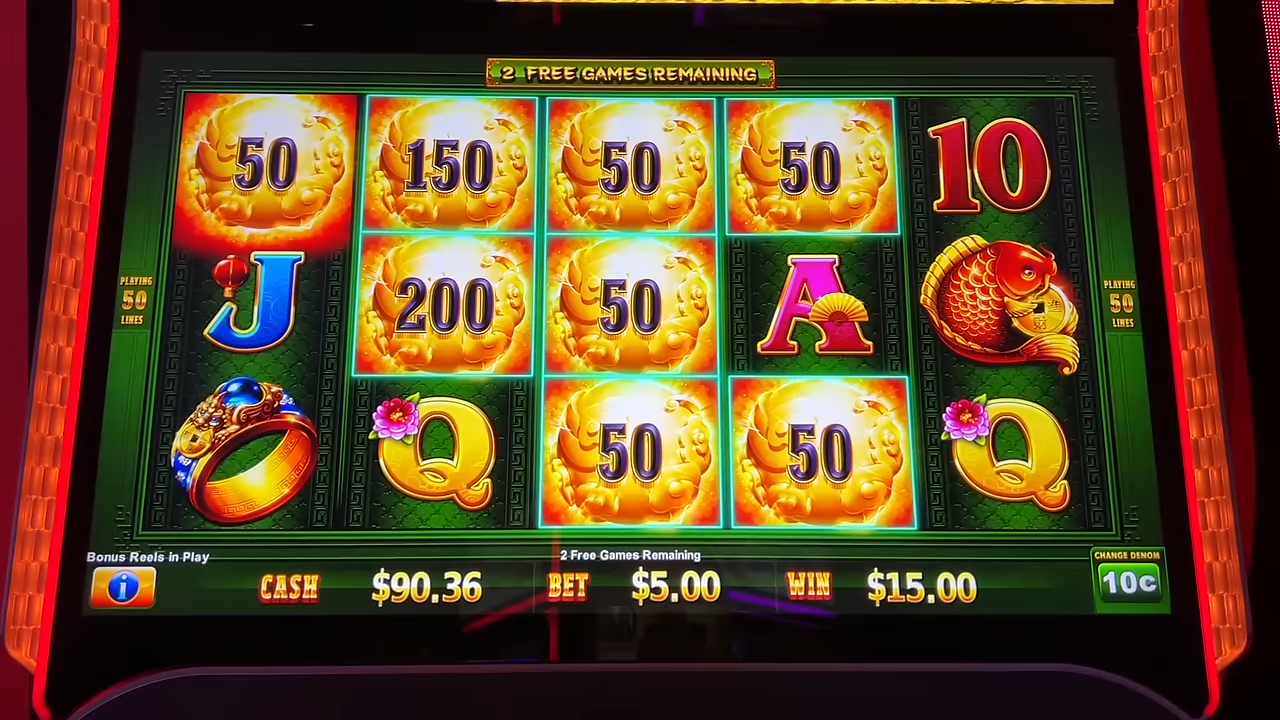 2 FREE GAMES REMAINING
50 150 50 50 10
J 200 50 A
Q 50 50 Q
PLAYING
50
LINES
PLAYING
50
LINES
Bonus Reels in Play
2 Free Games Remaining
CHANGE DENOM
10¢
CASH $90.36 BET $5.00 WIN $15.00